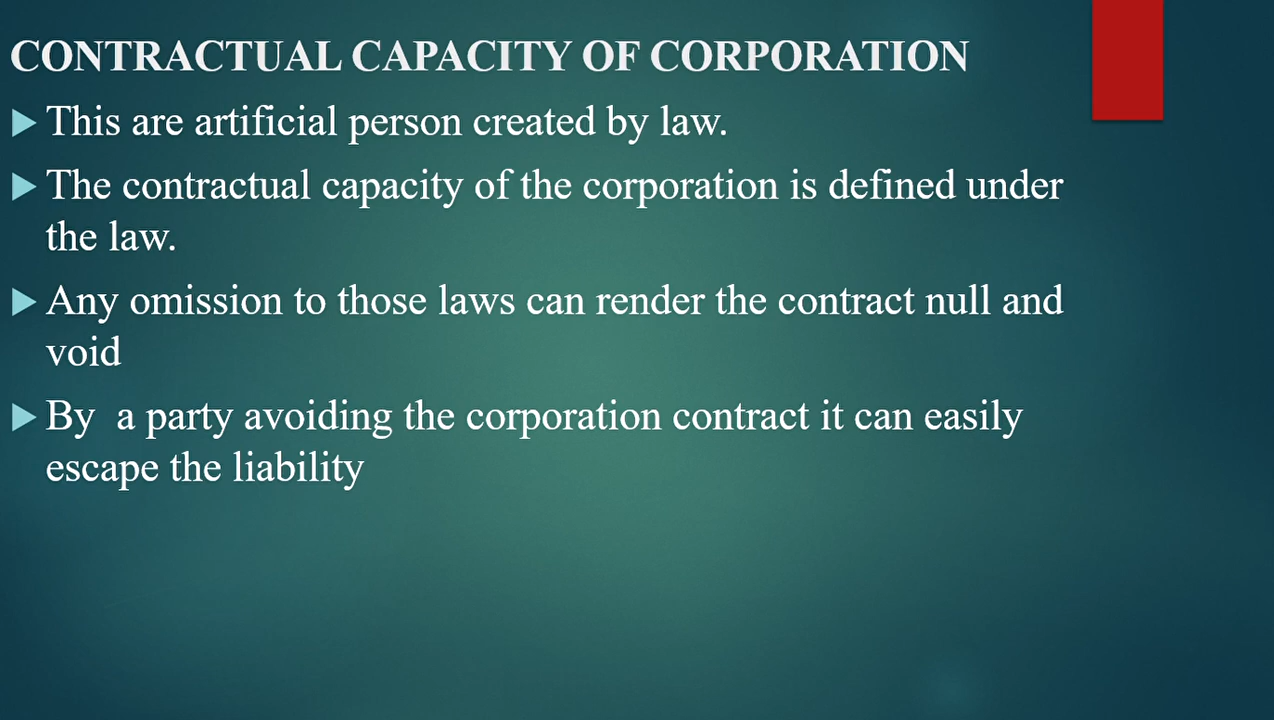 CONTRACTUAL CAPACITY OF CORPORATION
This are artificial person created by law.
The contractual capacity of the corporation is defined under
the law.
Any omission to those laws can render the contract null and
void
By  a party avoiding the corporation contract it can easily
escape the liability